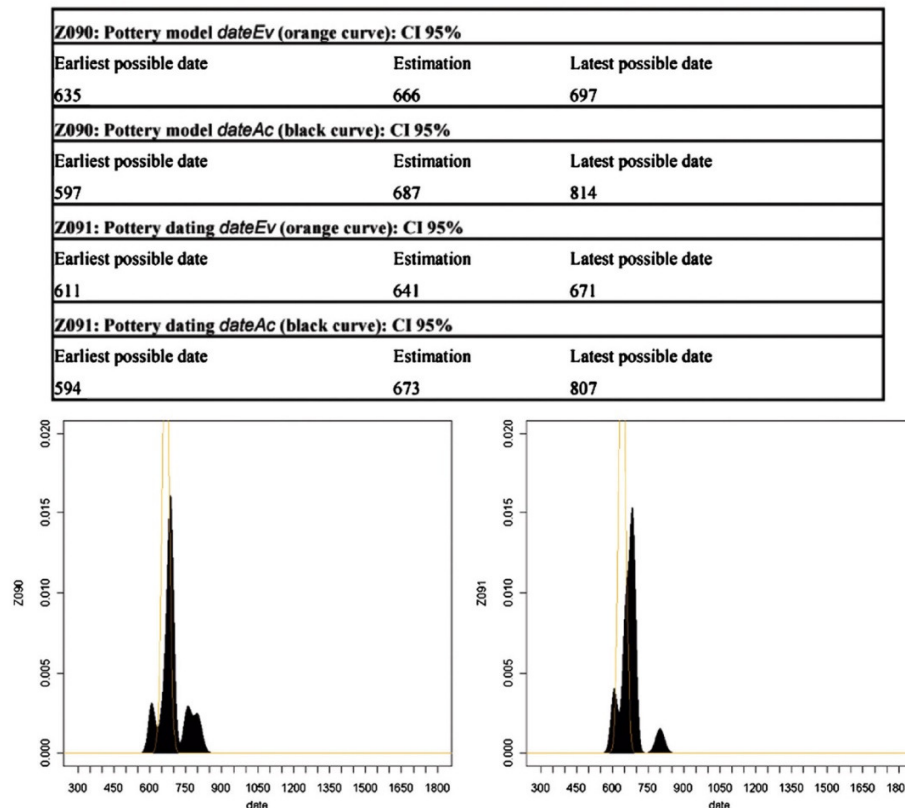 Z090: Pottery model dateEv (orange curve): CI 95%
Earliest possible date Estimation Latest possible date
635 666 697
Z090: Pottery model dateAc (black curve): CI 95%
Earliest possible date Estimation Latest possible date
597 687 814
Z091: Pottery dating dateEv (orange curve): CI 95%
Earliest possible date Estimation Latest possible date
611 641 671
Z091: Pottery dating dateAc (black curve): CI 95%
Earliest possible date Estimation Latest possible date
594 673 807
0.020
0.015
0.010
0.005
0.000
Z090
300 450 600 750 900 1050 1200 1350 1500 1650 1800
date
0.020
0.015
0.010
0.005
0.000
Z091
300 450 600 750 900 1050 1200 1350 1500 1650 1800
date